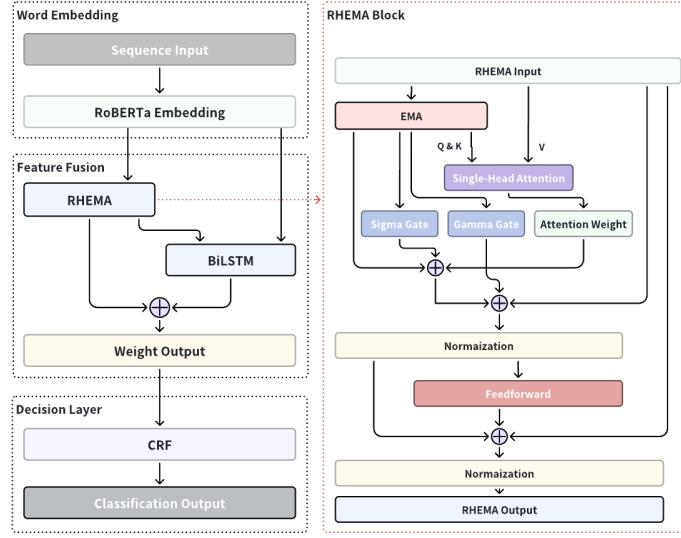 Word Embedding
Sequence Input
RoBERTa Embedding
Feature Fusion
RHEMA
BiLSTM
Weight Output
Decision Layer
CRF
Classification Output
RHEMA Block
RHEMA Input
EMA
Q & K
V
Single-Head Attention
Sigma Gate
Gamma Gate
Attention Weight
Normaization
Feedforward
Normaization
RHEMA Output